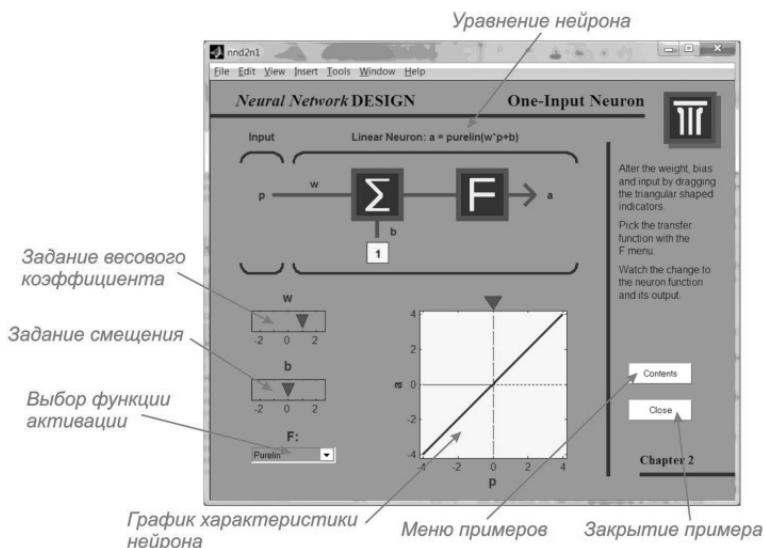 Уравнение нейрона
nnd2n1
File Edit View Insert Tools Window Help
Neural Network DESIGN
One-Input Neuron
Input
Linear Neuron: a = purelin(w*p+b)
p
w
Σ
F
a
b
1
Alter the weight, bias
and input by dragging
the triangular shaped
indicators.
Pick the transfer
function with the
F menu.
Watch the change to
the neuron function
and its output.
Задание весового
коэффициента
w
-2 0 2
Задание смещения
b
-2 0 2
Выбор функции
активации
F:
Purelin
4
2
0
-2
-4
a
-4 -2 0 2 4
p
Contents
Close
Chapter 2
График характеристики
нейрона
Меню примеров
Закрытие примера